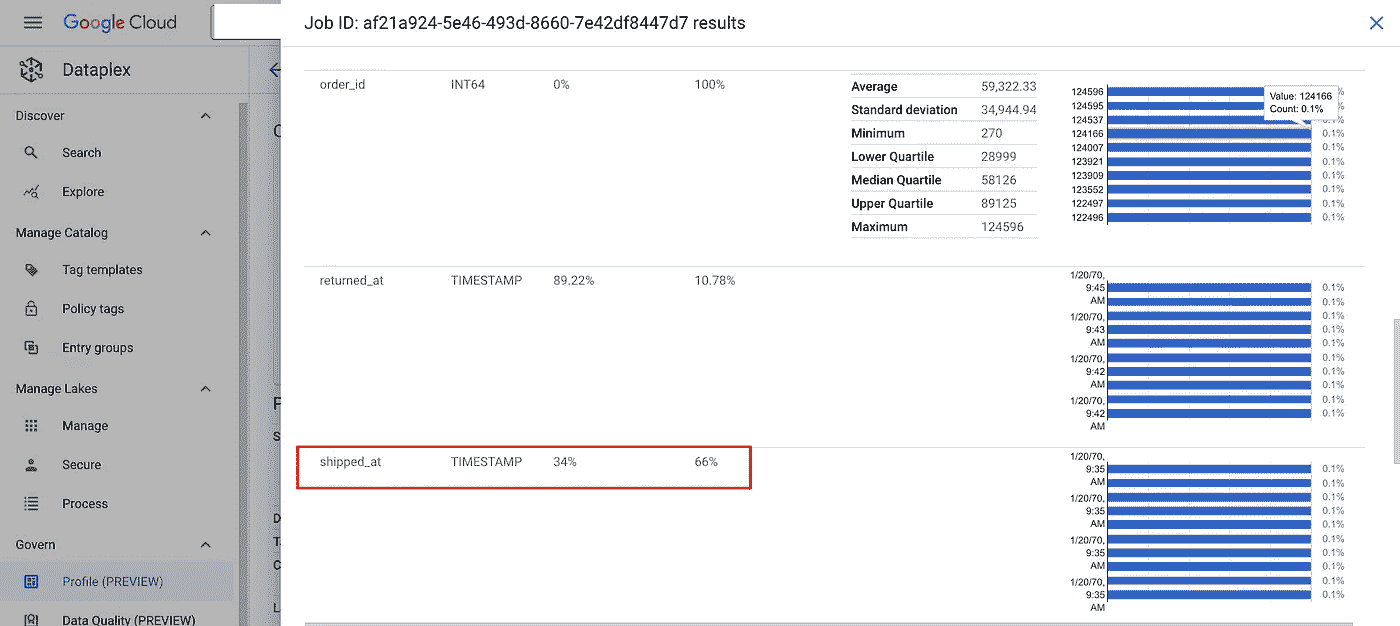 Google Cloud
Job ID: af21a924-5e46-493d-8660-7e42df8447d7 results
Dataplex
Discover
Search
Explore
Manage Catalog
Tag templates
Policy tags
Entry groups
Manage Lakes
Manage
Secure
Process
Govern
Profile (PREVIEW)
Data Quality (PREVIEW)
order_id INT64 0% 100%
Average 59,322.33
Standard deviation 34,944.94
Minimum 270
Lower Quartile 28999
Median Quartile 58126
Upper Quartile 89125
Maximum 124596
Value: 124166
Count: 0.1%
124596
124595
124537
124166 0.1%
124007 0.1%
123921 0.1%
123909 0.1%
123552 0.1%
122497 0.1%
122496 0.1%
returned_at TIMESTAMP 89.22% 10.78%
1/20/70,
9:45 0.1%
AM 0.1%
1/20/70, 0.1%
9:43 0.1%
AM 0.1%
1/20/70, 0.1%
9:42 0.1%
AM 0.1%
1/20/70, 0.1%
9:42 0.1%
AM
shipped_at TIMESTAMP 34% 66%
1/20/70,
9:35 0.1%
AM 0.1%
1/20/70, 0.1%
9:35 0.1%
AM 0.1%
1/20/70, 0.1%
9:35 0.1%
AM 0.1%
1/20/70, 0.1%
9:35 0.1%
AM